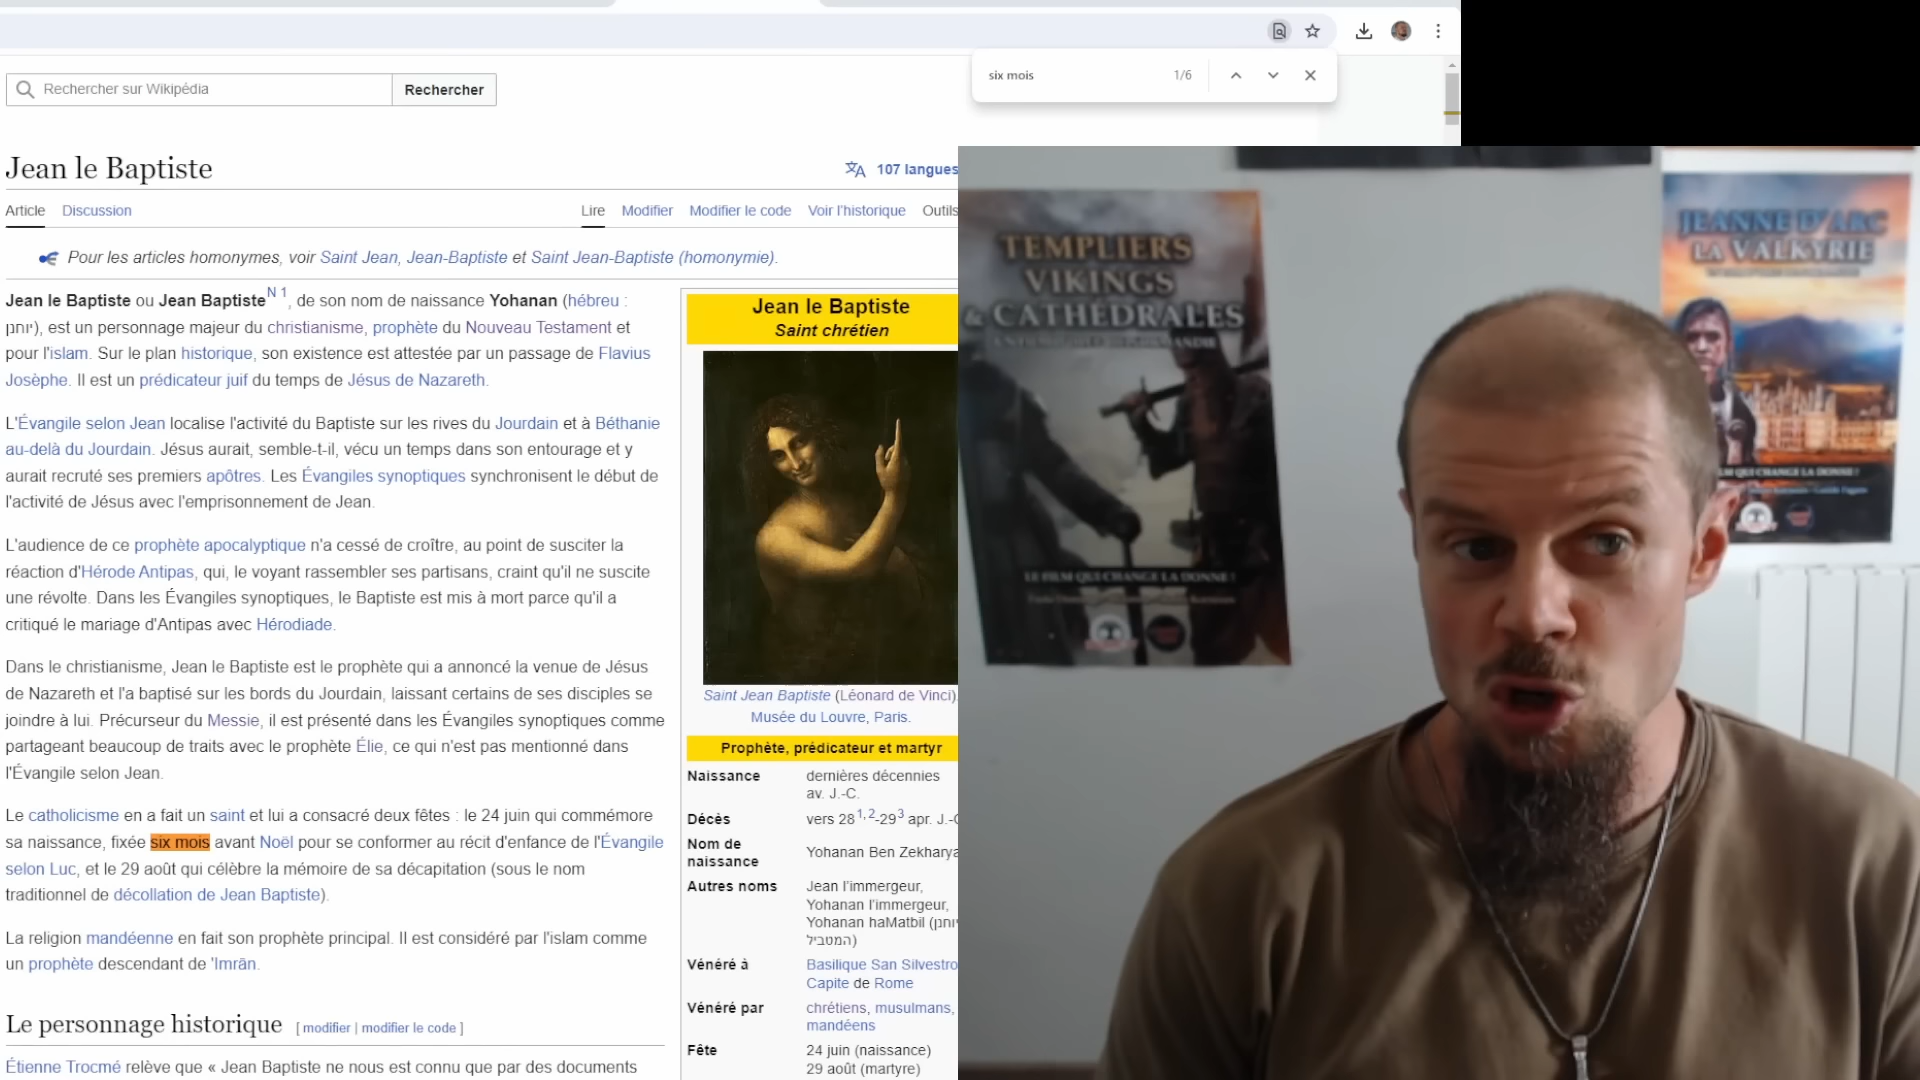 six mois
1/6
Rechercher sur Wikipédia
Rechercher
Jean le Baptiste
107 langues
Article
Discussion
Lire
Modifier
Modifier le code
Voir l'historique
Outils
Pour les articles homonymes, voir Saint Jean, Jean-Baptiste et Saint Jean-Baptiste (homonymie).
Jean le Baptiste ou Jean Baptiste N 1, de son nom de naissance Yohanan (hébreu :
יוחנן), est un personnage majeur du christianisme, prophète du Nouveau Testament et
pour l'islam. Sur le plan historique, son existence est attestée par un passage de Flavius
Josèphe. Il est un prédicateur juif du temps de Jésus de Nazareth.
L'Évangile selon Jean localise l'activité du Baptiste sur les rives du Jourdain et à Béthanie
au-delà du Jourdain. Jésus aurait, semble-t-il, vécu un temps dans son entourage et y
aurait recruté ses premiers apôtres. Les Évangiles synoptiques synchronisent le début de
l'activité de Jésus avec l'emprisonnement de Jean.
L'audience de ce prophète apocalyptique n'a cessé de croître, au point de susciter la
réaction d'Hérode Antipas, qui, le voyant rassembler ses partisans, craint qu'il ne suscite
une révolte. Dans les Évangiles synoptiques, le Baptiste est mis à mort parce qu'il a
critiqué le mariage d'Antipas avec Hérodiade.
Dans le christianisme, Jean le Baptiste est le prophète qui a annoncé la venue de Jésus
de Nazareth et l'a baptisé sur les bords du Jourdain, laissant certains de ses disciples se
joindre à lui. Précurseur du Messie, il est présenté dans les Évangiles synoptiques comme
partageant beaucoup de traits avec le prophète Élie, ce qui n'est pas mentionné dans
l'Évangile selon Jean.
Le catholicisme en a fait un saint et lui a consacré deux fêtes : le 24 juin qui commémore
sa naissance, fixée six mois avant Noël pour se conformer au récit d'enfance de l'Évangile
selon Luc, et le 29 août qui célèbre la mémoire de sa décapitation (sous le nom
traditionnel de décollation de Jean Baptiste).
La religion mandéenne en fait son prophète principal. Il est considéré par l'islam comme
un prophète descendant de 'Imrān.
Le personnage historique [ modifier | modifier le code ]
Étienne Trocmé relève que « Jean Baptiste ne nous est connu que par des documents
Jean le Baptiste
Saint chrétien
Saint Jean Baptiste (Léonard de Vinci).
Musée du Louvre, Paris.
Prophète, prédicateur et martyr
Naissance dernières décennies
av. J.-C.
Décès vers 28 1, 2-29 3 apr. J.-C
Nom de
naissance Yohanan Ben Zekharya
Autres noms Jean l'immergeur,
Yohanan l'immergeur,
Yohanan haMatbil (יוחנן
המטביל)
Vénéré à Basilique San Silvestro
Capite de Rome
Vénéré par chrétiens, musulmans,
mandéens
Fête 24 juin (naissance)
29 août (martyre)
TEMPLIERS
VIKINGS
& CATHÉDRALES
LE FILM QUI CHANGE LA DONNE !
JEANNE D'ARC
LA VALKYRIE
LM QUI CHANGE LA DONNE !